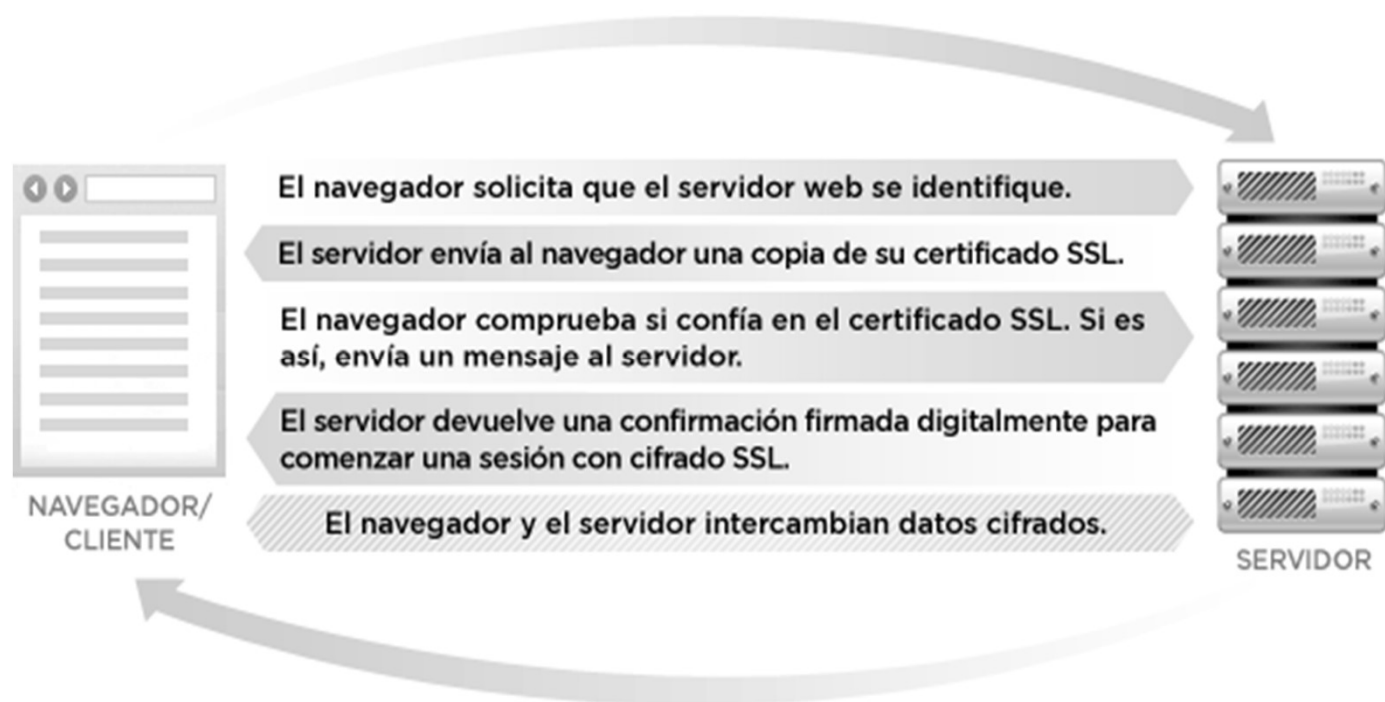 El navegador solicita que el servidor web se identifique.
El servidor envía al navegador una copia de su certificado SSL.
El navegador comprueba si confía en el certificado SSL. Si es
así, envía un mensaje al servidor.
El servidor devuelve una confirmación firmada digitalmente para
comenzar una sesión con cifrado SSL.
El navegador y el servidor intercambian datos cifrados.
NAVEGADOR/
CLIENTE
SERVIDOR